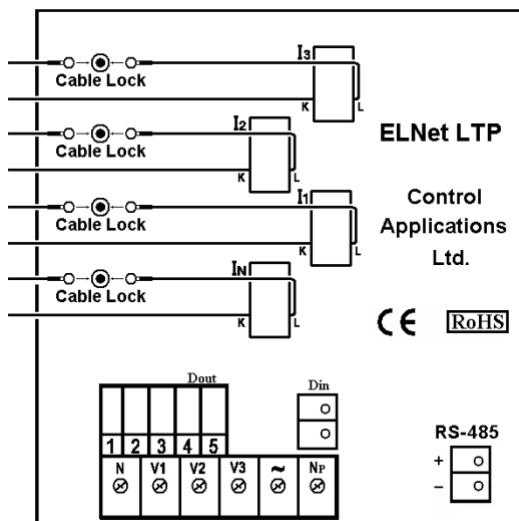 I3
Cable Lock
K L
I2
Cable Lock
K L
ELNet LTP
I1
Cable Lock
K L
Control
Applications
Ltd.
IN
Cable Lock
K L
CE RoHS
Dout Din
1 2 3 4 5
N V1 V2 V3 ~ NP
RS-485
+
−